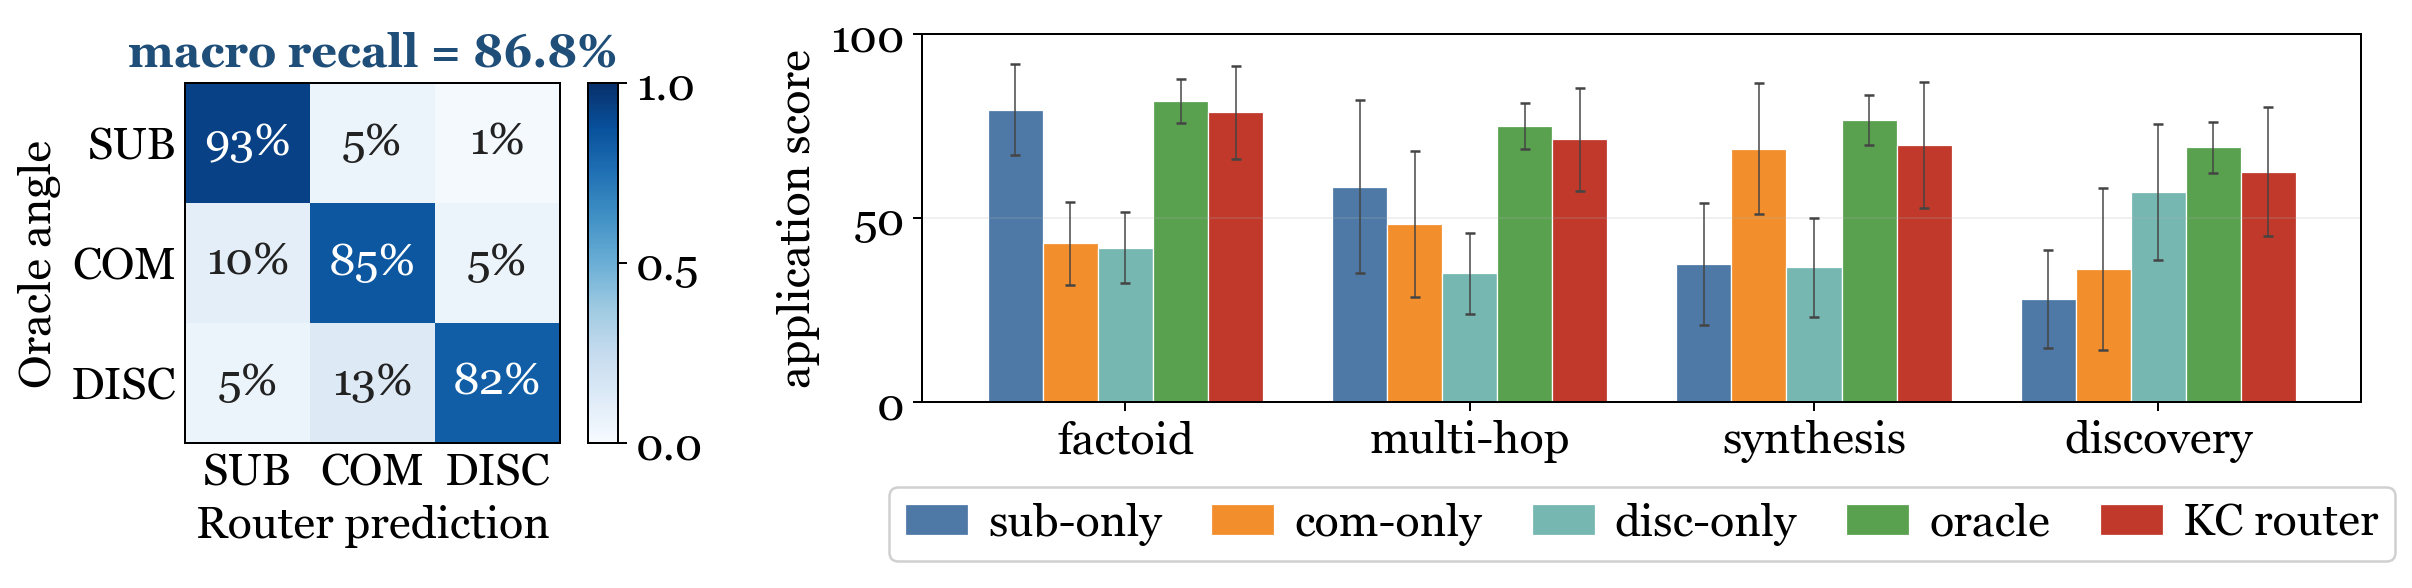 macro recall = 86.8%
Oracle angle
SUB 93% 5% 1%
COM 10% 85% 5%
DISC 5% 13% 82%
SUB COM DISC
Router prediction
1.0
0.5
0.0
application score
100
50
0
factoid multi-hop synthesis discovery
sub-only com-only disc-only oracle KC router